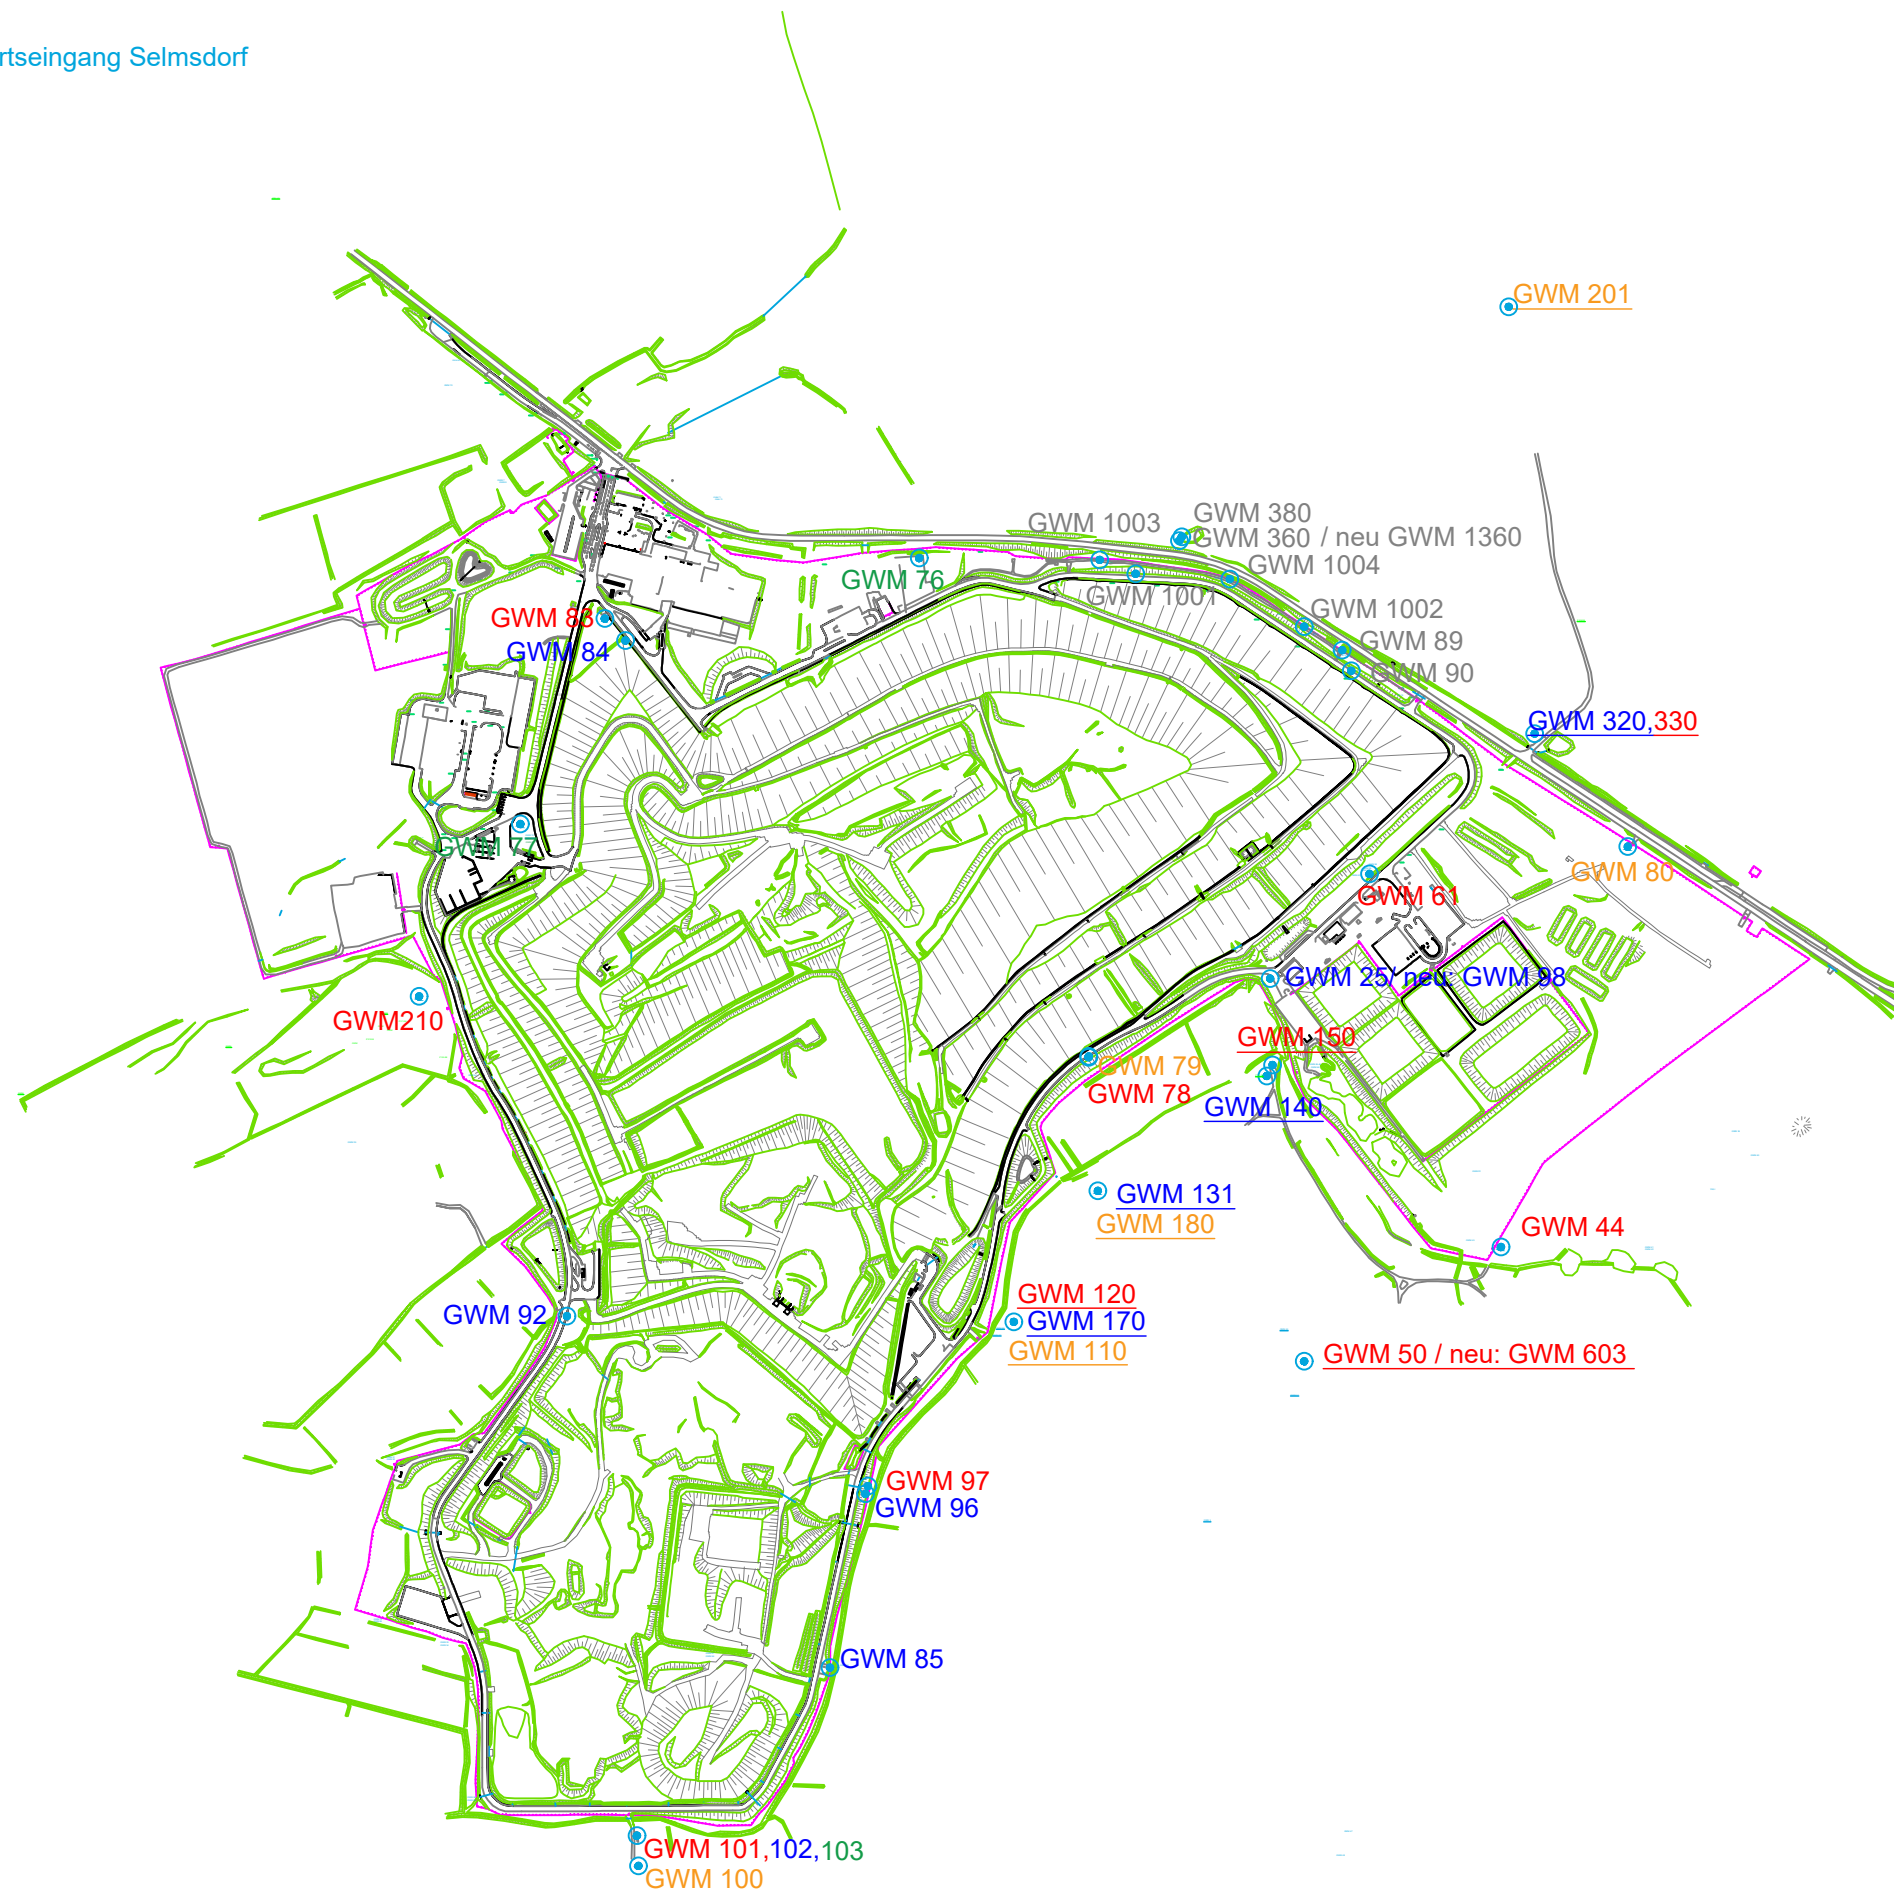 rtseingang Selmsdorf
GWM 201
GWM 380
GWM 1003
GWM 360 / neu GWM 1360
GWM 1004
GWM 76
GWM 1001
GWM 1002
GWM 83
GWM 89
GWM 84
GWM 90
GWM 320,330
GWM 77
GWM 80
GWM 61
GWM 25/ neu: GWM 98
GWM210
GWM 150
GWM 79
GWM 78
GWM 140
GWM 131
GWM 180
GWM 44
GWM 120
GWM 92
GWM 170
GWM 110
GWM 50 / neu: GWM 603
GWM 97
GWM 96
GWM 85
GWM 101,102,103
GWM 100